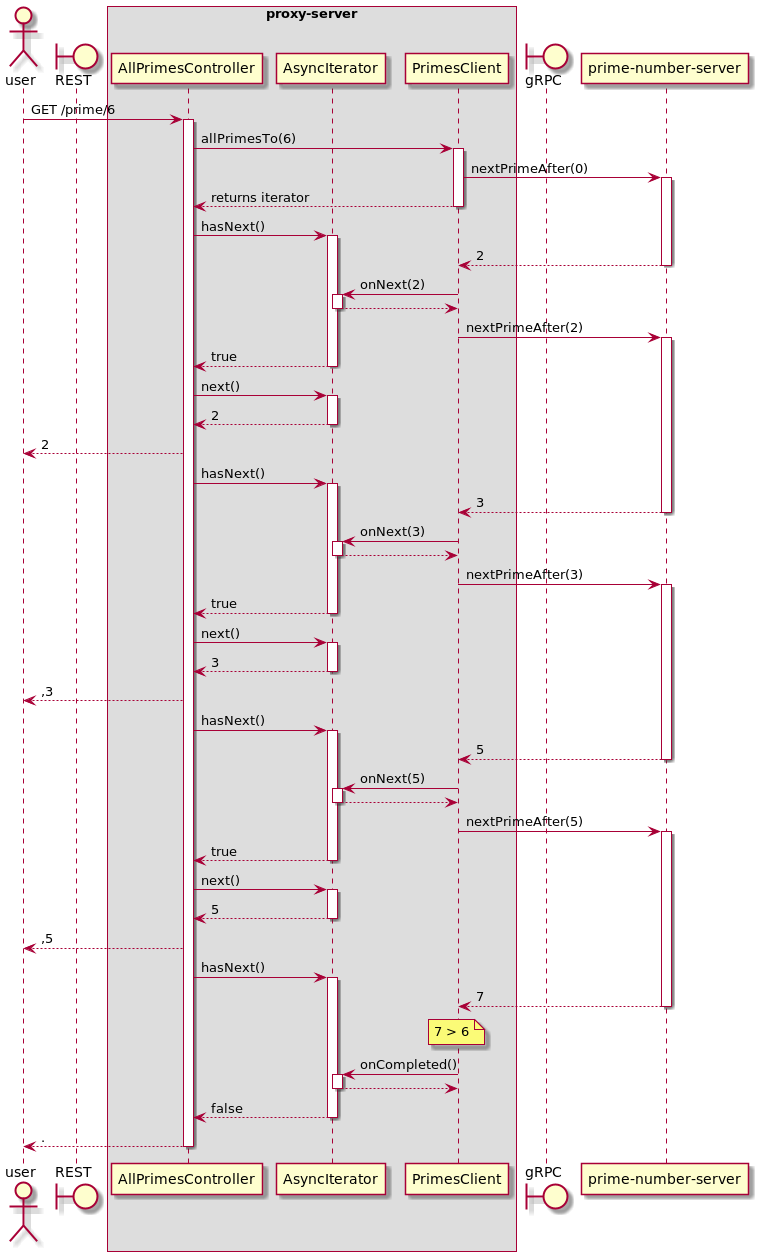 proxy-server
user
REST
AllPrimesController
AsyncIterator
PrimesClient
gRPC
prime-number-server
GET /prime/6
allPrimesTo(6)
nextPrimeAfter(0)
returns iterator
hasNext()
2
onNext(2)
nextPrimeAfter(2)
true
next()
2
2
hasNext()
3
onNext(3)
nextPrimeAfter(3)
true
next()
3
,3
hasNext()
5
onNext(5)
nextPrimeAfter(5)
true
next()
5
,5
hasNext()
7
7 > 6
onCompleted()
false
.
user
REST
AllPrimesController
AsyncIterator
PrimesClient
gRPC
prime-number-server